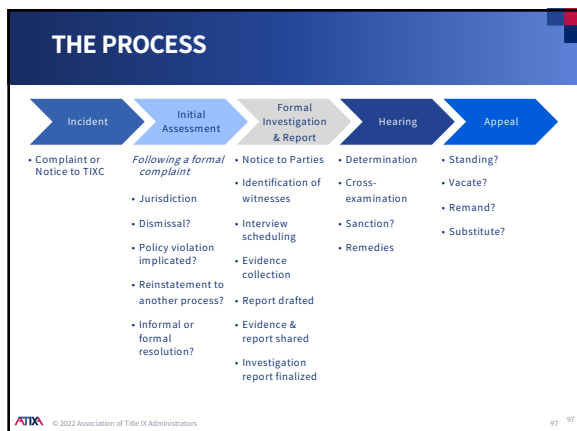 THE PROCESS
Incident
Initial
Assessment
Formal
Investigation
& Report
Hearing
Appeal
• Complaint or
Notice to TIXC
Following a formal
complaint
• Jurisdiction
• Dismissal?
• Policy violation
implicated?
• Reinstatement to
another process?
• Informal or
formal
resolution?
• Notice to Parties
• Identification of
witnesses
• Interview
scheduling
• Evidence
collection
• Report drafted
• Evidence &
report shared
• Investigation
report finalized
• Determination
• Cross-
examination
• Sanction?
• Remedies
• Standing?
• Vacate?
• Remand?
• Substitute?
ATIXA
© 2022 Association of Title IX Administrators
97
97